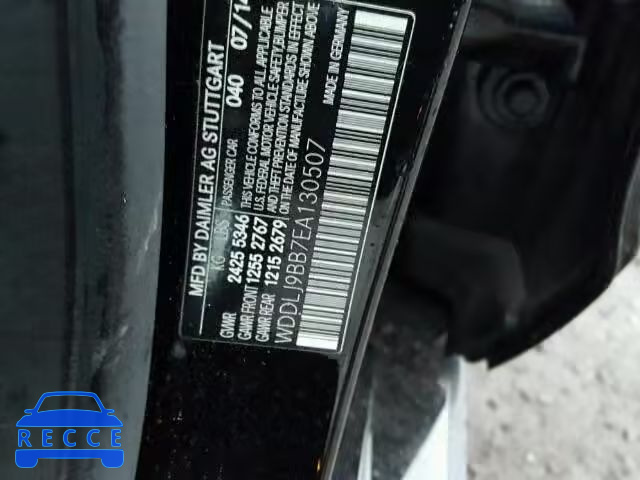 MFD BY DAIMLER AG STUTTGART
KG LBS PASSENGER CAR 040 07/14
GVWR 2425 5346 THIS VEHICLE CONFORMS TO ALL APPLICABLE
GAWR FRONT 1255 2767 U.S. FEDERAL MOTOR VEHICLE SAFETY/BUMPER
GAWR REAR 1215 2679 AND THEFT PREVENTION STANDARDS IN EFFECT
ON DATE OF MANUFACTURE SHOWN ABOVE.
WDDLJ9BB7EA130507 MADE IN GERMANY
RECCE